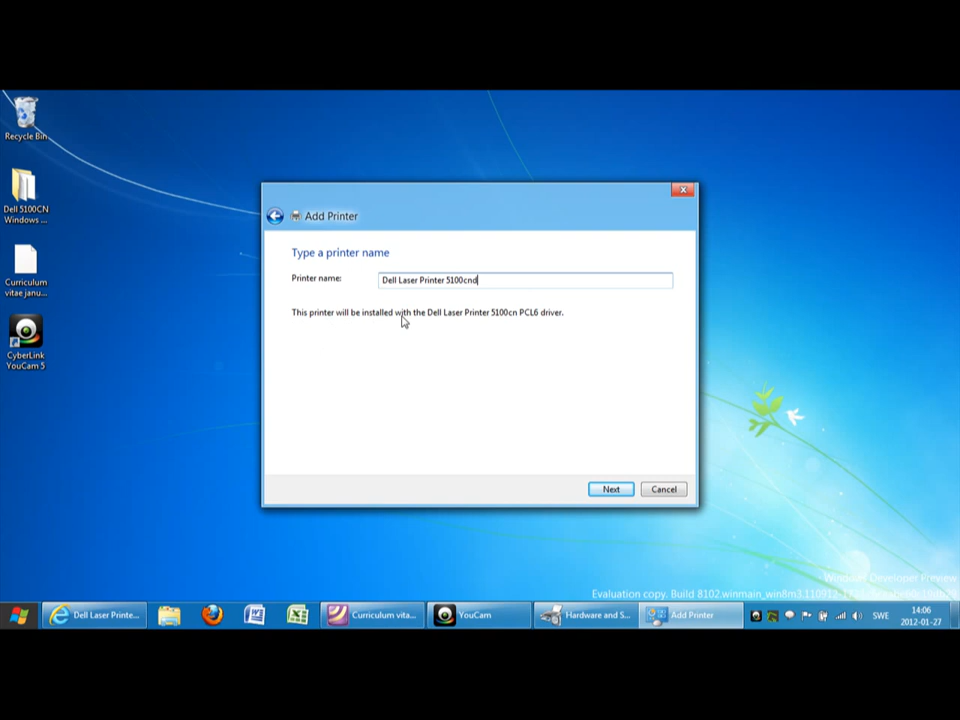 Recycle Bin
Dell 5100CN
Windows ...
Curriculum
vitae janu...
CyberLink
YouCam 5
Add Printer
Type a printer name
Printer name:
Dell Laser Printer 5100cnd
This printer will be installed with the Dell Laser Printer 5100cn PCL6 driver.
Next
Cancel
Windows Developer Preview
Evaluation copy. Build 8102.winmain_win8m3.
Dell Laser Printe...
Curriculum vita...
YouCam
Hardware and S...
Add Printer
SWE
14:06
2012-01-27